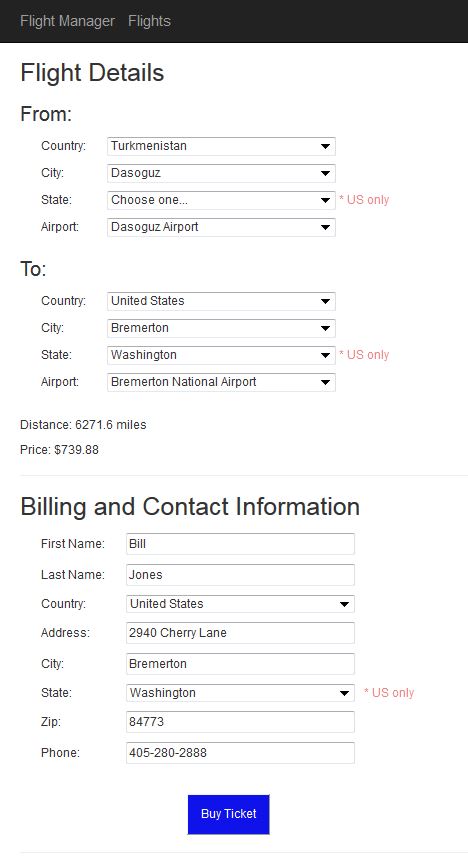 Flight Manager Flights
Flight Details
From:
Country: Turkmenistan
City: Dasoguz
State: Choose one... * US only
Airport: Dasoguz Airport
To:
Country: United States
City: Bremerton
State: Washington * US only
Airport: Bremerton National Airport
Distance: 6271.6 miles
Price: $739.88
Billing and Contact Information
First Name: Bill
Last Name: Jones
Country: United States
Address: 2940 Cherry Lane
City: Bremerton
State: Washington * US only
Zip: 84773
Phone: 405-280-2888
Buy Ticket